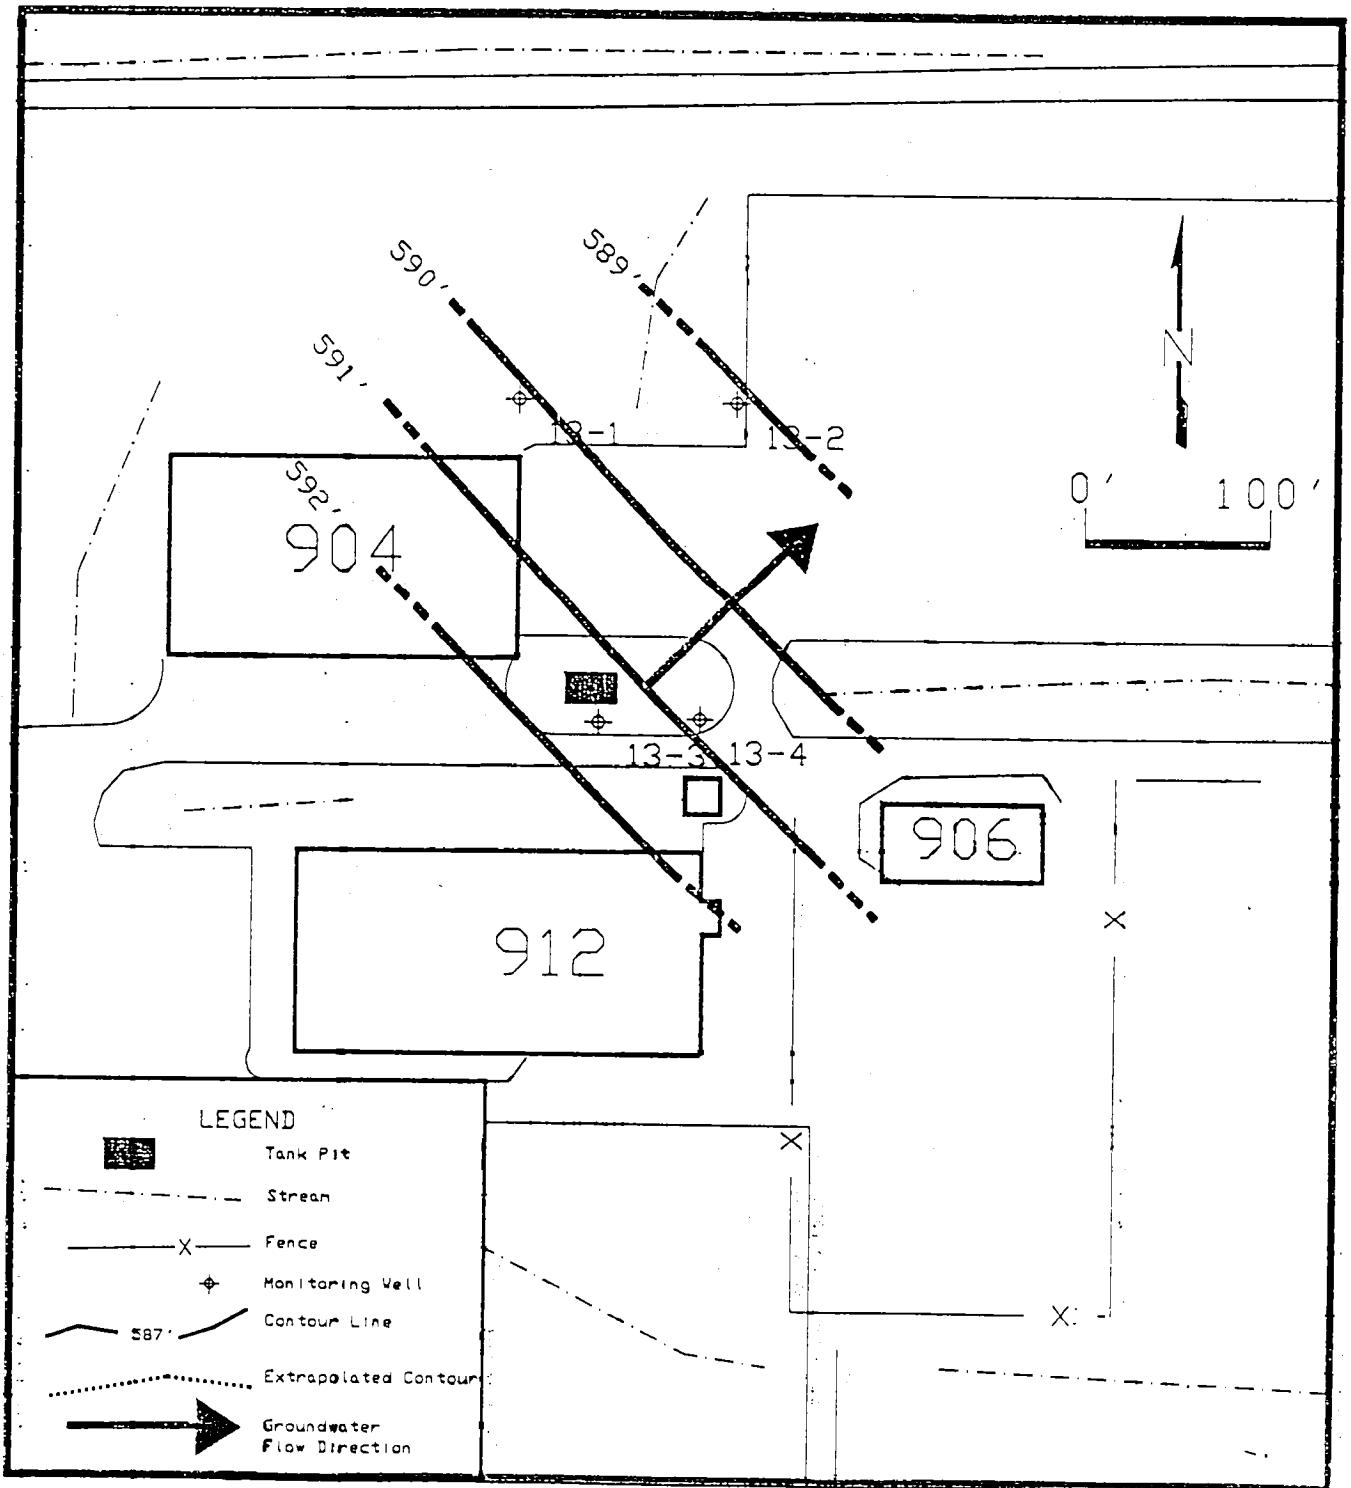 589'
590'
591'
13-1
13-2
592'
904
N
0' 100'
13-3 13-4
906
912
LEGEND
Tank Pit
Stream
X Fence
Monitoring Well
587' Contour Line
Extrapolated Contour
Groundwater
Flow Direction
X
X
X